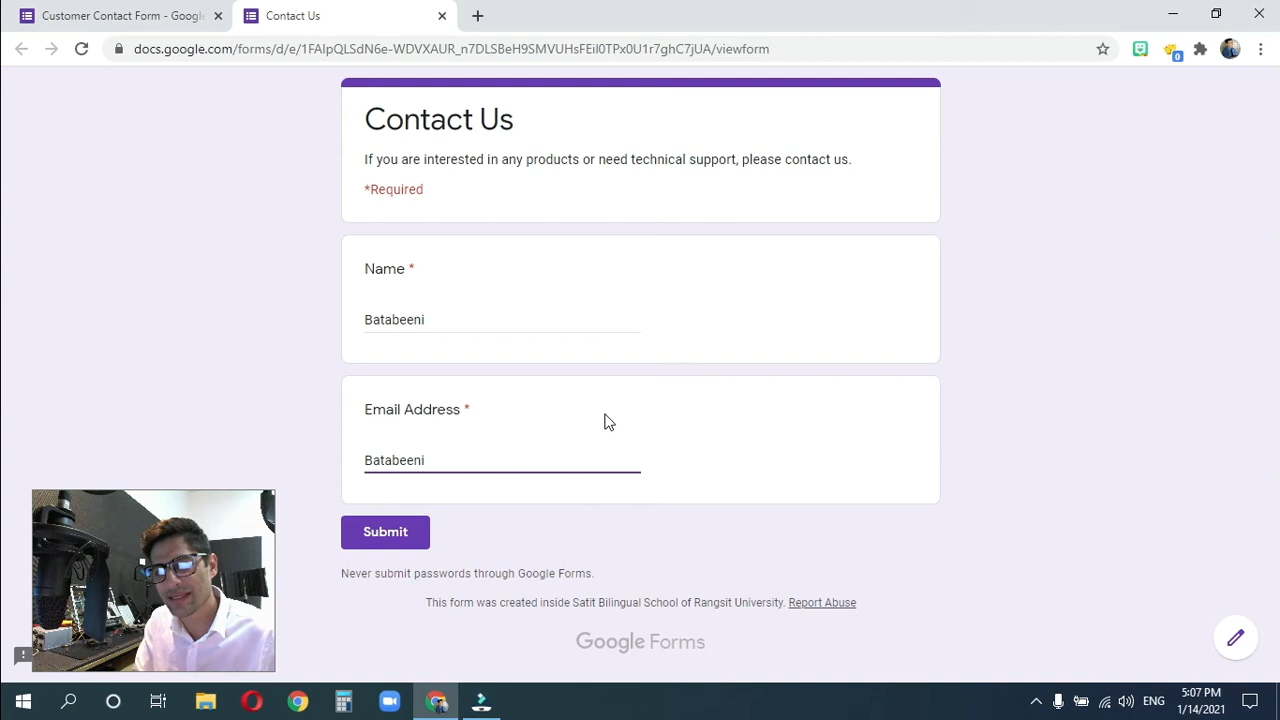 Customer Contact Form - Google
Contact Us
docs.google.com/forms/d/e/1FAIpQLSdN6e-WDVXAUR_n7DLSBeH9SMVUHsFEil0TPx0U1r7ghC7jUA/viewform
0
Contact Us
If you are interested in any products or need technical support, please contact us.
*Required
Name *
Batabeeni
Email Address *
Batabeeni
Submit
Never submit passwords through Google Forms.
This form was created inside Satit Bilingual School of Rangsit University. Report Abuse
Google Forms
ENG
5:07 PM
1/14/2021